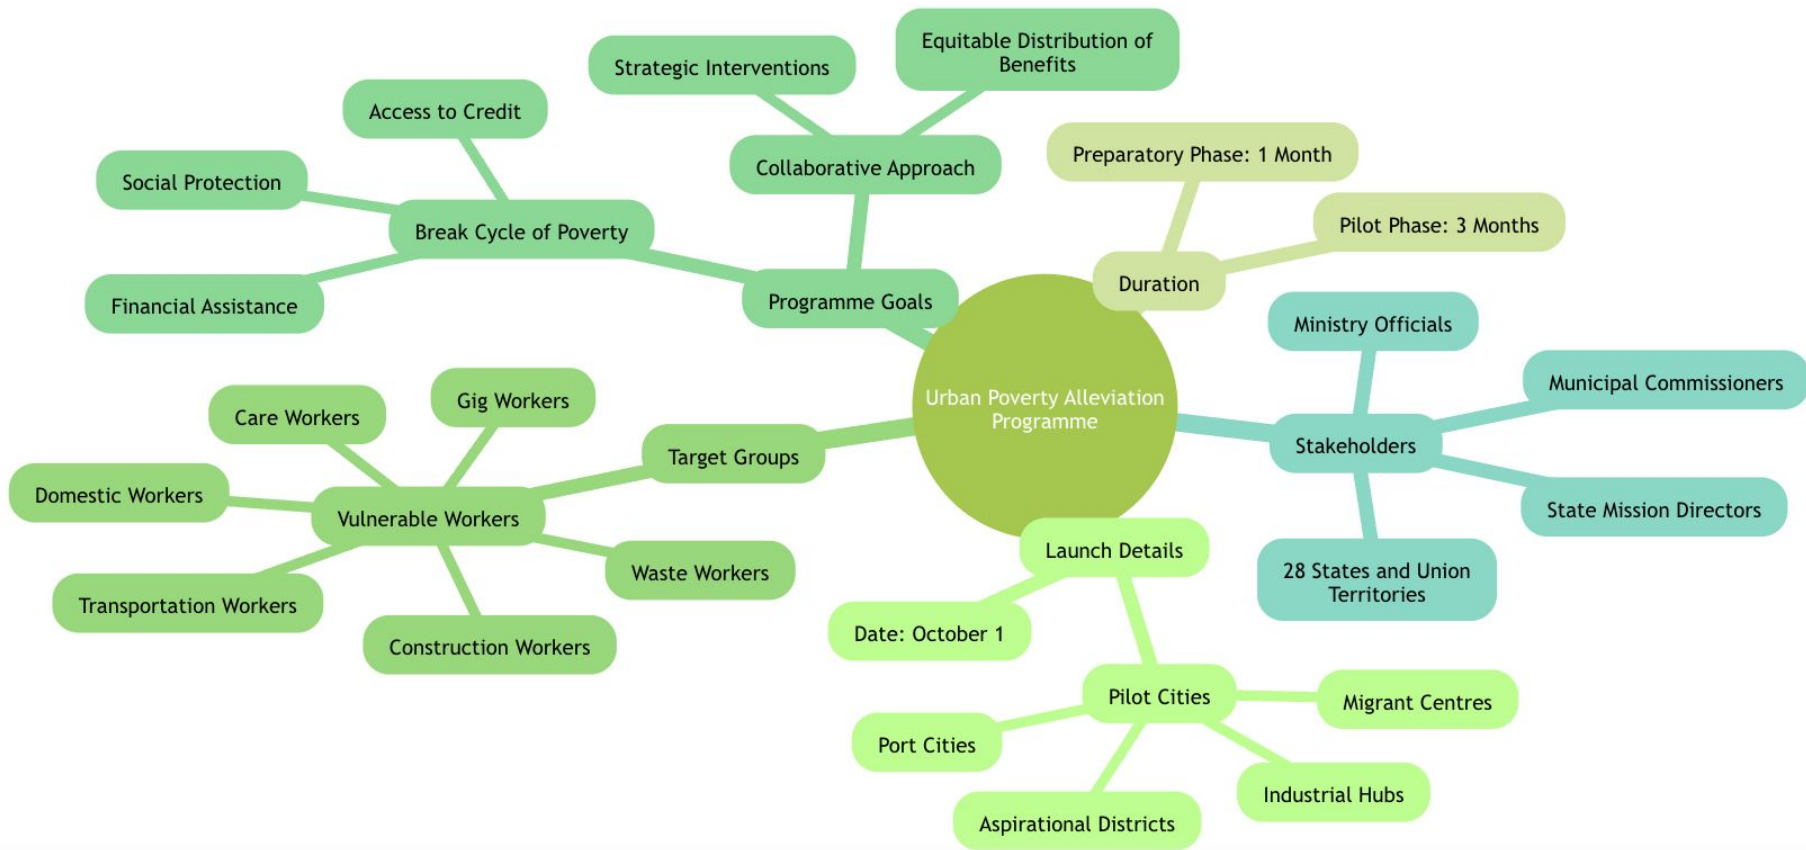 Urban Poverty Alleviation
Programme
Programme Goals
Break Cycle of Poverty
Access to Credit
Social Protection
Financial Assistance
Collaborative Approach
Strategic Interventions
Equitable Distribution of
Benefits
Duration
Preparatory Phase: 1 Month
Pilot Phase: 3 Months
Stakeholders
Ministry Officials
Municipal Commissioners
State Mission Directors
28 States and Union
Territories
Launch Details
Date: October 1
Pilot Cities
Port Cities
Aspirational Districts
Industrial Hubs
Migrant Centres
Target Groups
Vulnerable Workers
Gig Workers
Care Workers
Domestic Workers
Transportation Workers
Construction Workers
Waste Workers